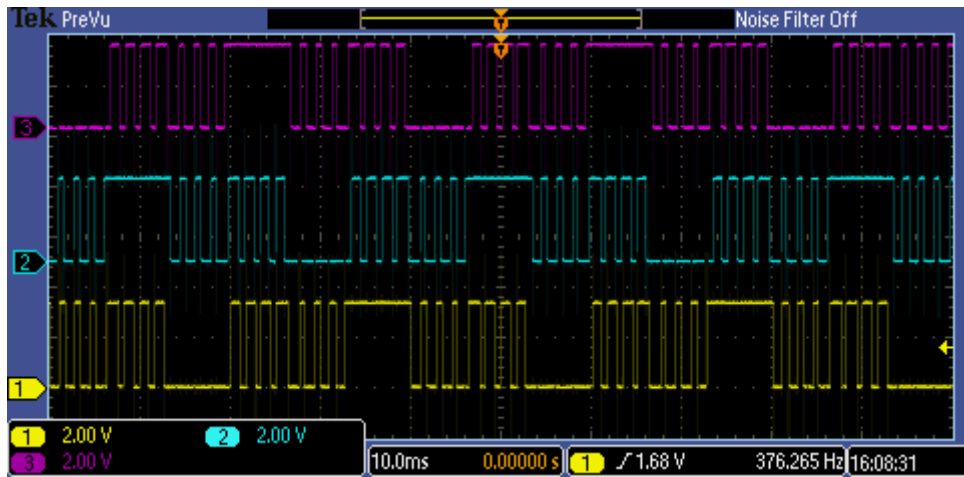 Tek PreVu Noise Filter Off
T
T
3
2
1
1 2.00 V 2 2.00 V
3 2.00 V
10.0ms 0.00000 s 1 1.68 V 376.265 Hz 16:08:31